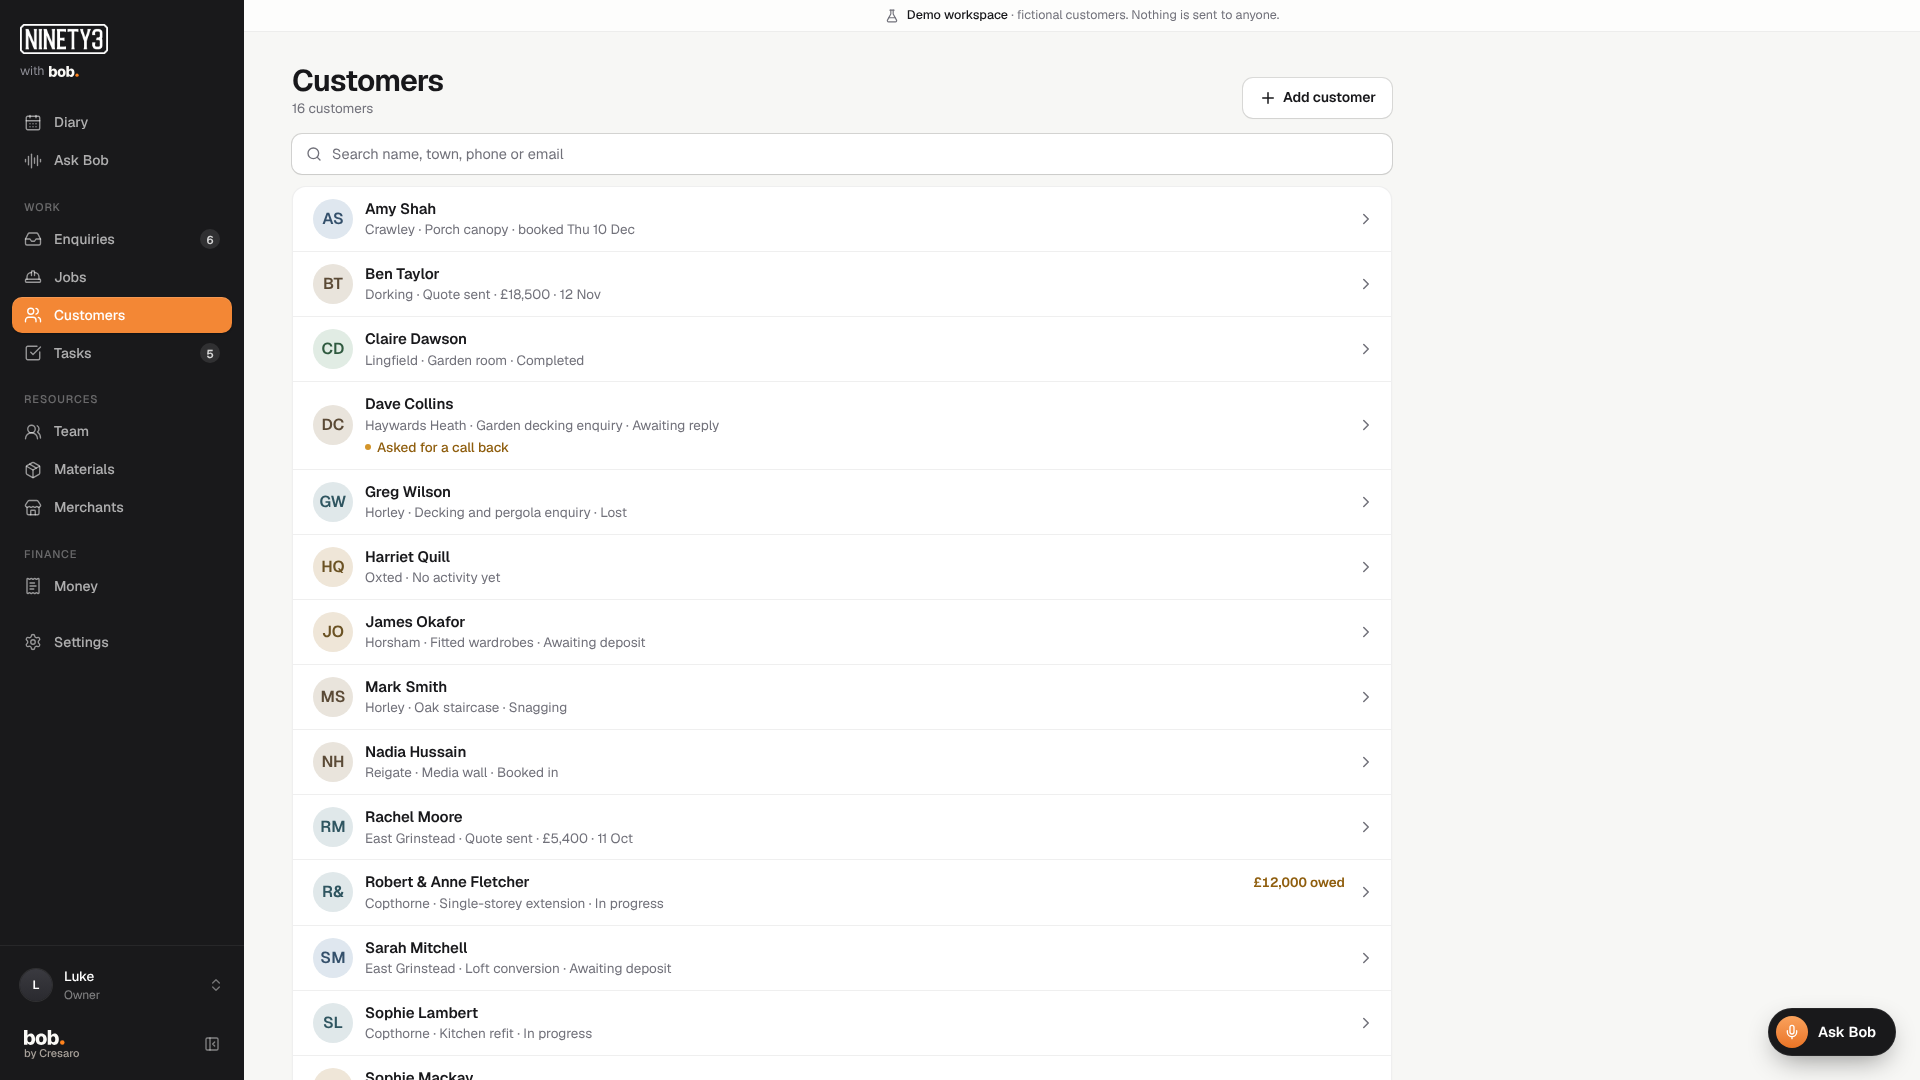 NINETY3
with bob.
Diary
Ask Bob
WORK
Enquiries 6
Jobs
Customers
Tasks 5
RESOURCES
Team
Materials
Merchants
FINANCE
Money
Settings
L
Luke
Owner
bob.
by Cresaro
Demo workspace · fictional customers. Nothing is sent to anyone.
Customers
16 customers
Add customer
Search name, town, phone or email
AS
Amy Shah
Crawley · Porch canopy · booked Thu 10 Dec
BT
Ben Taylor
Dorking · Quote sent · £18,500 · 12 Nov
CD
Claire Dawson
Lingfield · Garden room · Completed
DC
Dave Collins
Haywards Heath · Garden decking enquiry · Awaiting reply
Asked for a call back
GW
Greg Wilson
Horley · Decking and pergola enquiry · Lost
HQ
Harriet Quill
Oxted · No activity yet
JO
James Okafor
Horsham · Fitted wardrobes · Awaiting deposit
MS
Mark Smith
Horley · Oak staircase · Snagging
NH
Nadia Hussain
Reigate · Media wall · Booked in
RM
Rachel Moore
East Grinstead · Quote sent · £5,400 · 11 Oct
R&
Robert & Anne Fletcher
£12,000 owed
Copthorne · Single-storey extension · In progress
SM
Sarah Mitchell
East Grinstead · Loft conversion · Awaiting deposit
SL
Sophie Lambert
Copthorne · Kitchen refit · In progress
Sophie Mackay
Ask Bob